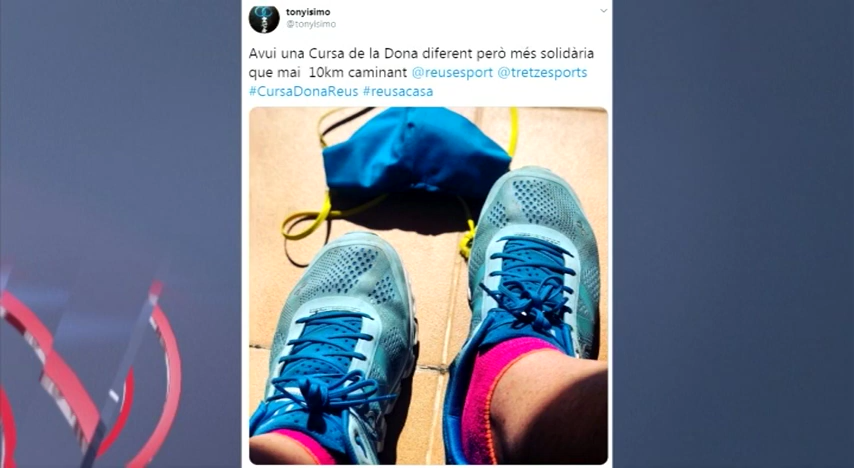 tonyisimo
@tonyisimo
Avui una Cursa de la Dona diferent però més solidària
que mai 10km caminant @reusesport @tretzesports
#CursaDonaReus #reusacasa